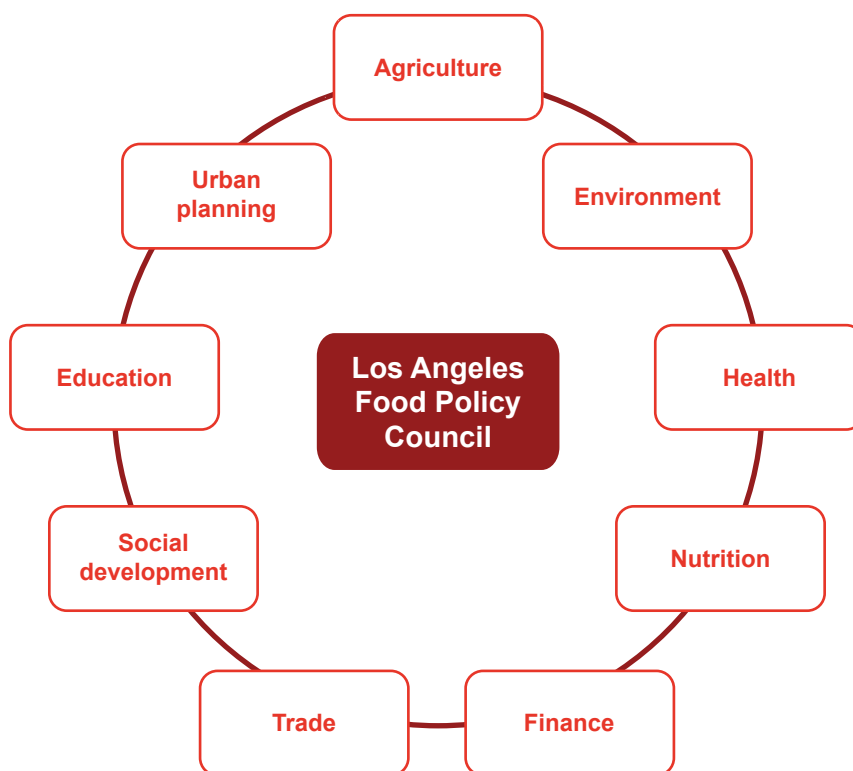 Agriculture
Urban
planning
Environment
Education
Los Angeles
Food Policy
Council
Health
Social
development
Nutrition
Trade
Finance